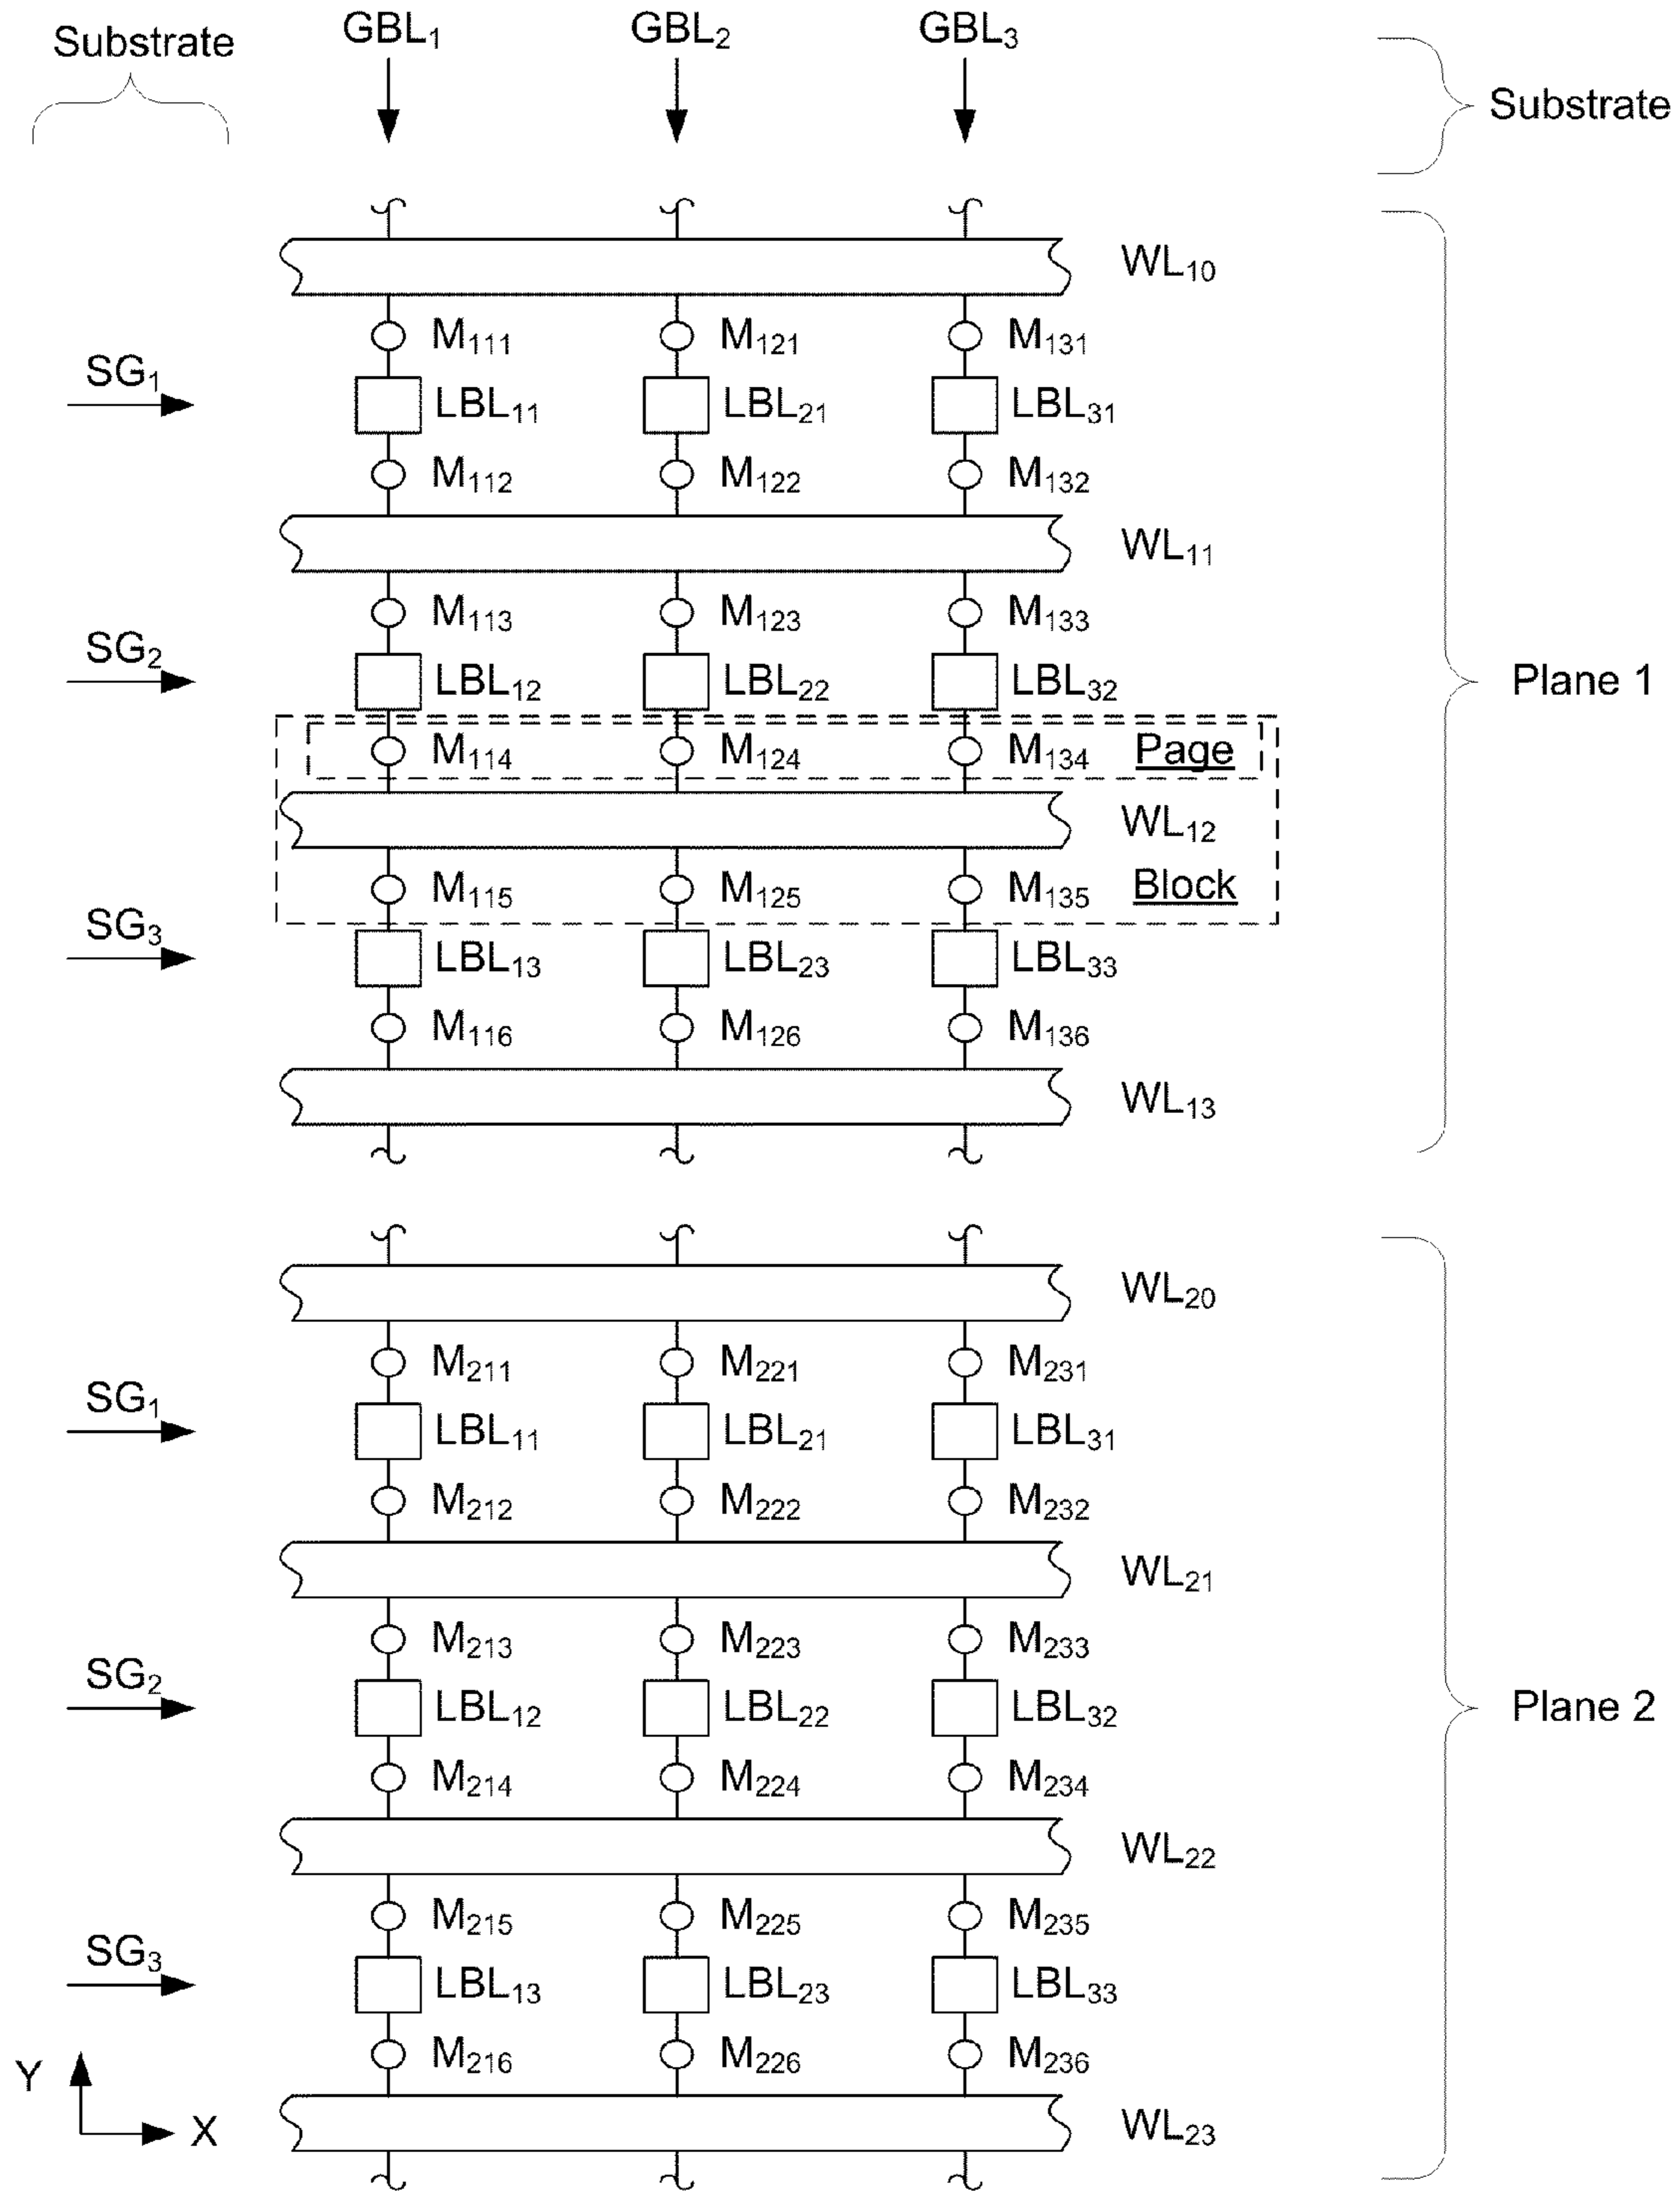 Substrate GBL₁ GBL₂ GBL₃
Substrate
WL₁₀
M₁₁₁ M₁₂₁ M₁₃₁
SG₁ LBL₁₁ LBL₂₁ LBL₃₁
M₁₁₂ M₁₂₂ M₁₃₂
WL₁₁
M₁₁₃ M₁₂₃ M₁₃₃
SG₂ LBL₁₂ LBL₂₂ LBL₃₂ Plane 1
M₁₁₄ M₁₂₄ M₁₃₄ Page
WL₁₂
M₁₁₅ M₁₂₅ M₁₃₅ Block
SG₃ LBL₁₃ LBL₂₃ LBL₃₃
M₁₁₆ M₁₂₆ M₁₃₆
WL₁₃
WL₂₀
M₂₁₁ M₂₂₁ M₂₃₁
SG₁ LBL₁₁ LBL₂₁ LBL₃₁
M₂₁₂ M₂₂₂ M₂₃₂
WL₂₁
M₂₁₃ M₂₂₃ M₂₃₃
SG₂ LBL₁₂ LBL₂₂ LBL₃₂ Plane 2
M₂₁₄ M₂₂₄ M₂₃₄
WL₂₂
M₂₁₅ M₂₂₅ M₂₃₅
SG₃ LBL₁₃ LBL₂₃ LBL₃₃
M₂₁₆ M₂₂₆ M₂₃₆
Y
X WL₂₃